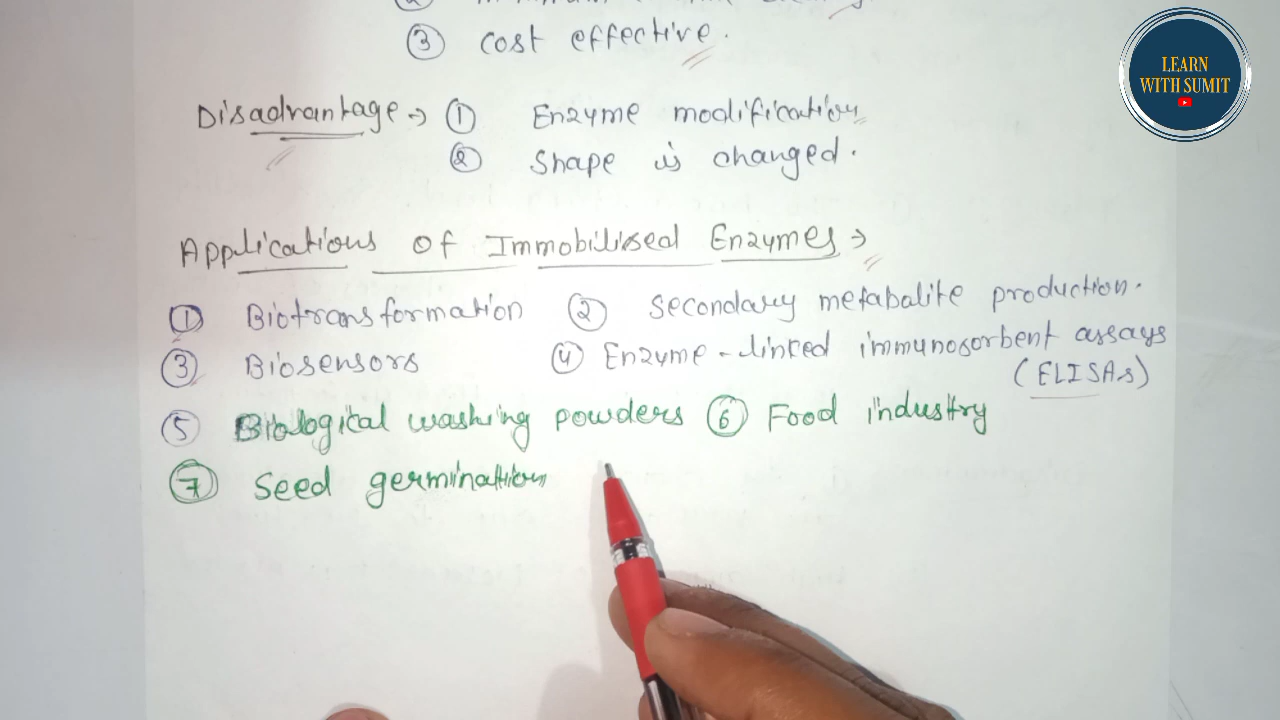 ③ cost effective.
Disadvantage → ① Enzyme modification
② Shape is changed.
Applications of Immobilised Enzymes →
① Biotransformation ② Secondary metabalite production.
③ Biosensors ④ Enzyme-linked immunosorbent assays
(ELISAs)
⑤ Biological washing powders ⑥ Food industry
⑦ Seed germination
LEARN
WITH SUMIT